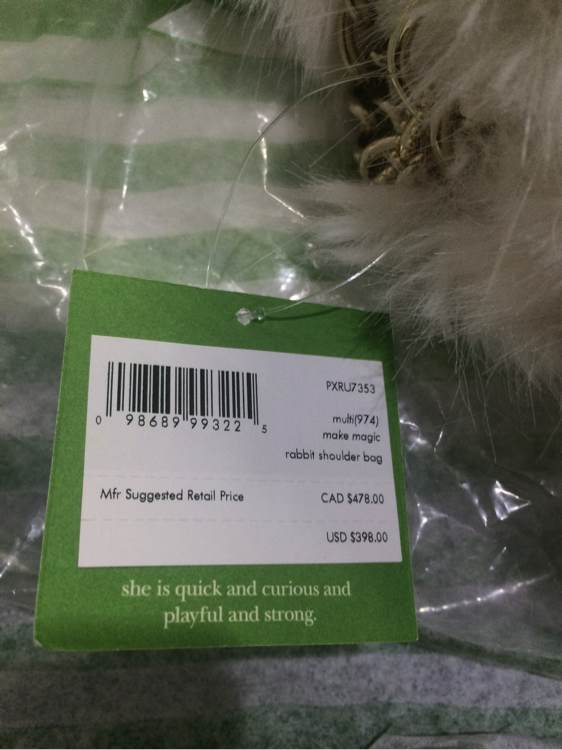 PXRU7353
0 98689 99322 5
multi(974)
make magic
rabbit shoulder bag
Mfr Suggested Retail Price CAD $478.00
USD $398.00
she is quick and curious and
playful and strong.